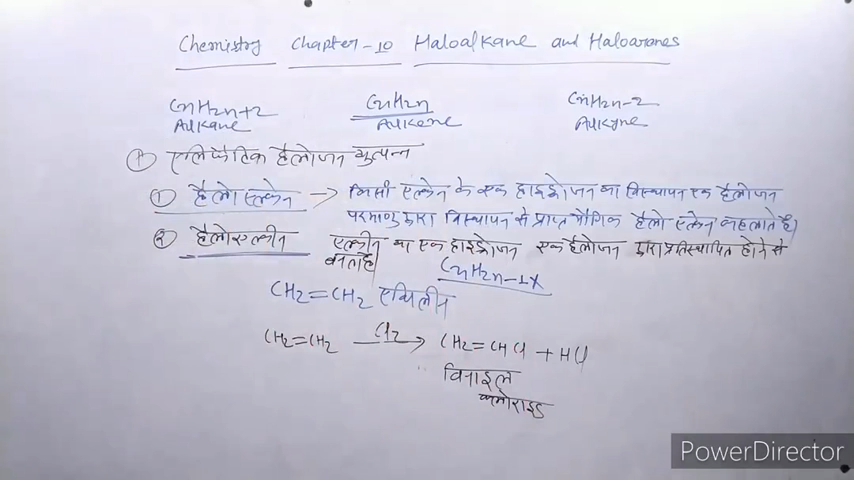 Chemistry Chapter-10 Haloalkane and Haloarenes
CnH2n+2 CnH2n CnH2n-2
Alkane Alkene Alkyne
एलिफैटिक हैलोजन व्युत्पन्न
① हैलो एल्केन → किसी एल्केन के एक हाइड्रोजन का विस्थापन एक हैलोजन
परमाणु द्वारा विस्थापन से प्राप्त यौगिक हैलो एल्केन कहलाते है।
② हैलोएल्कीन एल्कीन का एक हाइड्रोजन एक हैलोजन द्वारा प्रतिस्थापित होने से
बनता है। CnH2n-1X
CH2=CH2 एथिलीन
CH2=CH2 Cl2→ CH2=CHCl + HCl
विनाइल
क्लोराइड
PowerDirector